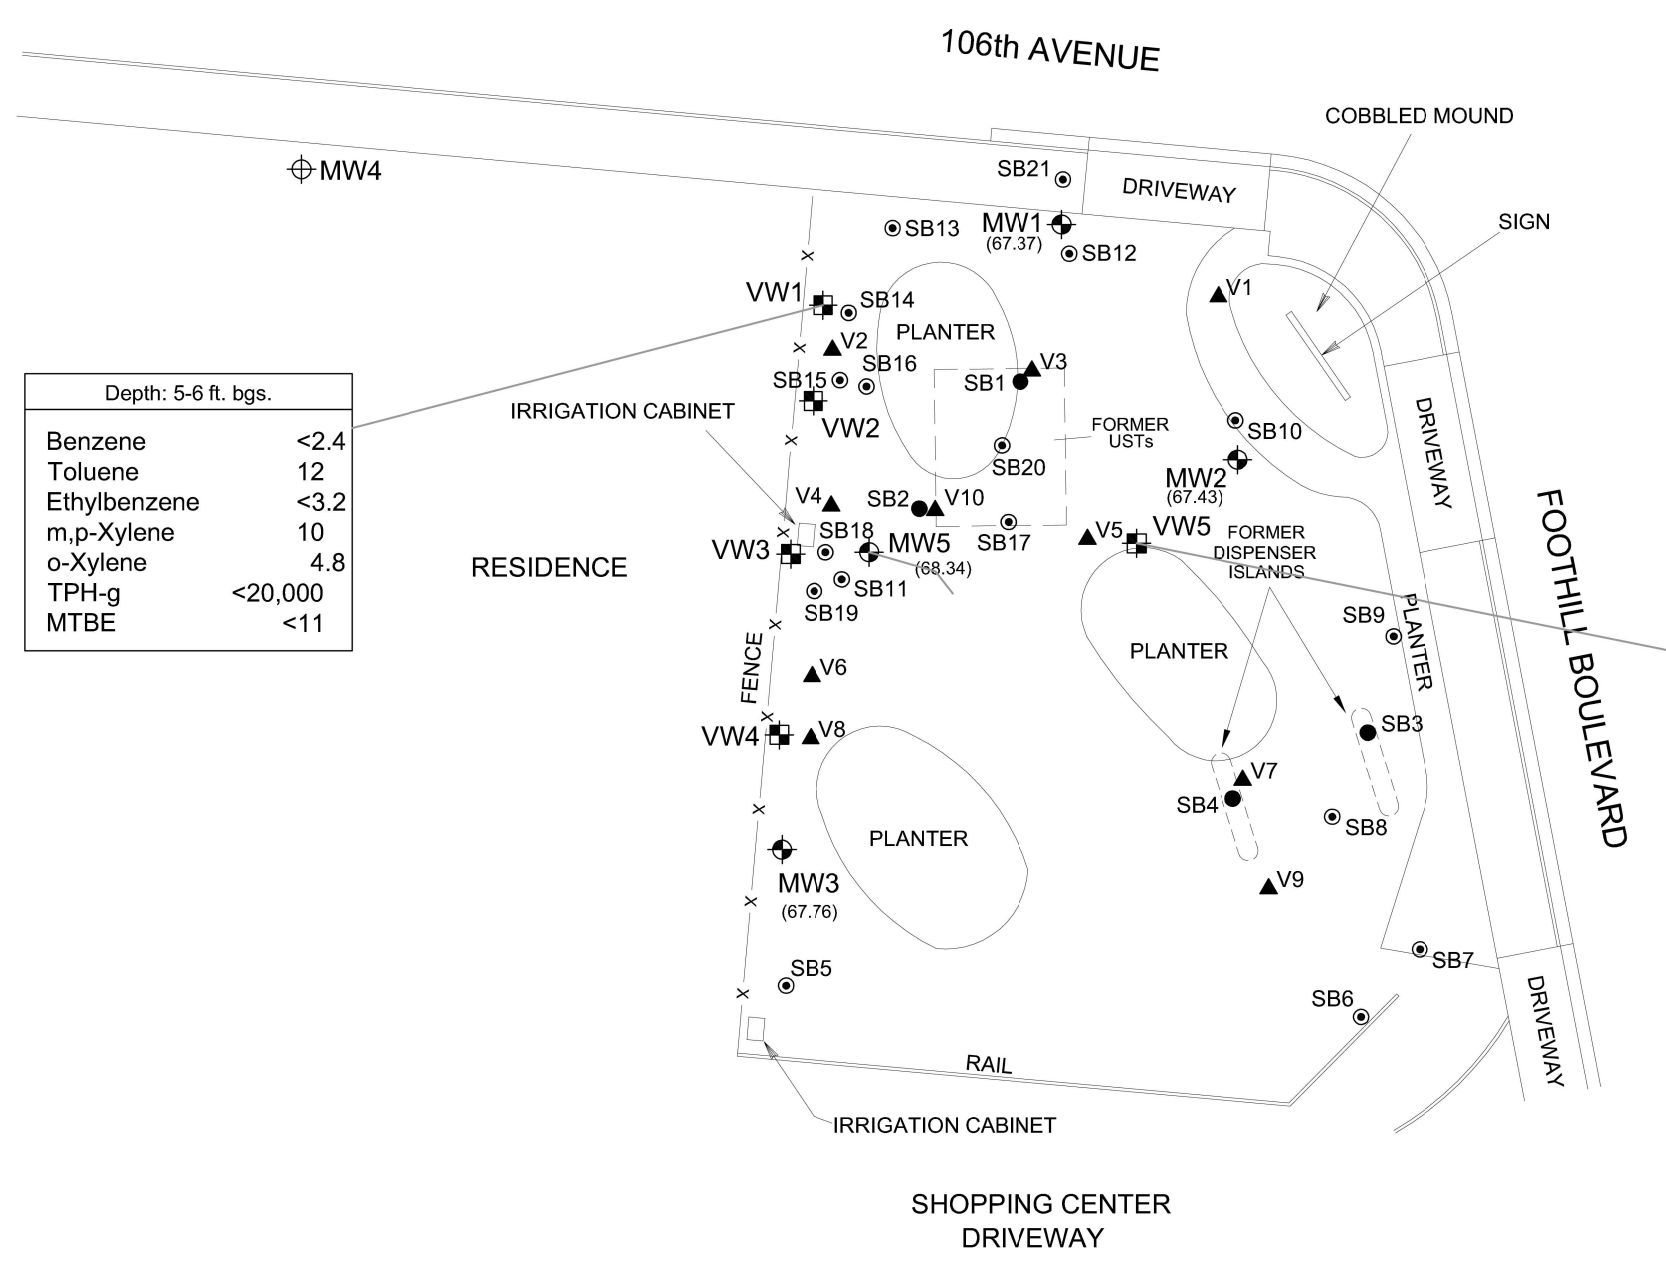 106th AVENUE
COBBLED MOUND
SB21
DRIVEWAY
MW4
SIGN
MW1
(67.37)
SB13
SB12
V1
VW1
SB14
PLANTER
V2
V3
SB16
SB15
SB1
Depth: 5-6 ft. bgs.
Benzene <2.4
Toluene 12
Ethylbenzene <3.2
m,p-Xylene 10
o-Xylene 4.8
TPH-g <20,000
MTBE <11
IRRIGATION CABINET
VW2
FORMER
USTs
SB10
DRIVEWAY
SB20
MW2
(67.43)
V4
SB2
V10
SB18
VW3
MW5
(68.34)
SB17
V5
VW5
FORMER
DISPENSER
ISLANDS
RESIDENCE
SB11
SB19
SB9
PLANTER
FOOTHILL BOULEVARD
FENCE
V6
PLANTER
VW4
V8
SB3
V7
SB4
SB8
PLANTER
MW3
(67.76)
V9
SB5
SB7
SB6
DRIVEWAY
RAIL
IRRIGATION CABINET
SHOPPING CENTER
DRIVEWAY
x
x
x
x
x
x
x
x
x